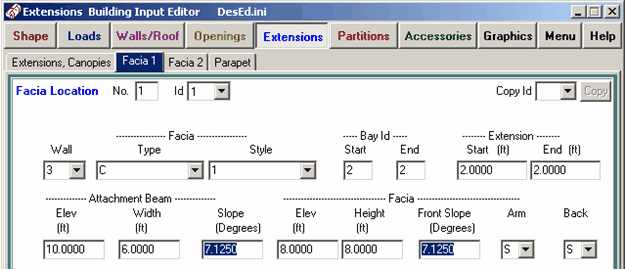 Extensions Building Input Editor DesEd.ini
Shape Loads Walls/Roof Openings Extensions Partitions Accessories Graphics Menu Help
Extensions, Canopies Facia 1 Facia 2 Parapet
Facia Location No. 1 Id 1 Copy Id Copy
---------------- Facia ---------------- ----- Bay Id ----- -------- Extension --------
Wall Type Style Start End Start (ft) End (ft)
3 C 1 2 2 2.0000 2.0000
-------------- Attachment Beam -------------- -------------------------- Facia --------------------------
Elev Width Slope Elev Height Front Slope Arm Back
(ft) (ft) (Degrees) (ft) (ft) (Degrees)
10.0000 6.0000 7.1250 8.0000 8.0000 7.1250 S S